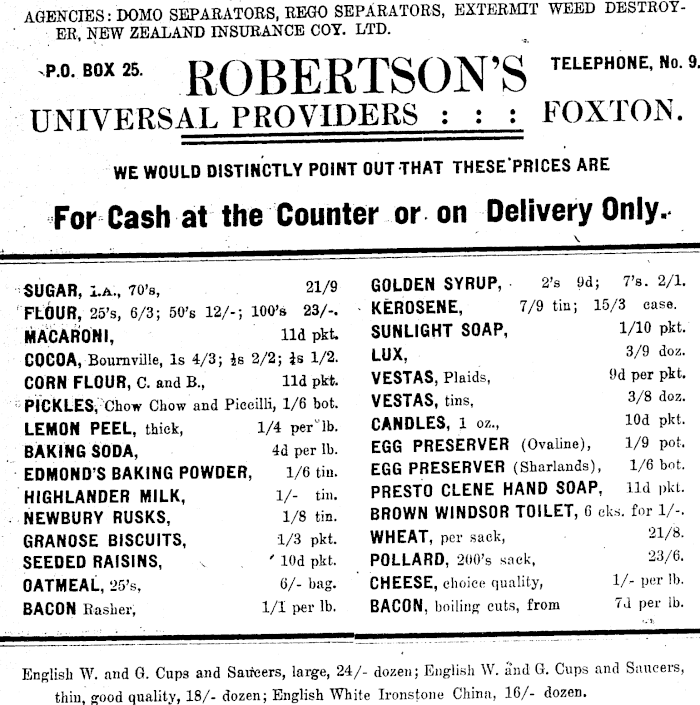 AGENCIES: DOMO SEPARATORS, REGO SEPARATORS, EXTERMIT WEED DESTROY-
ER, NEW ZEALAND INSURANCE COY. LTD.
P.O. BOX 25.
ROBERTSON'S
TELEPHONE, No. 9.
UNIVERSAL PROVIDERS : : : FOXTON.
WE WOULD DISTINCTLY POINT OUT THAT THESE PRICES ARE
For Cash at the Counter or on Delivery Only.
SUGAR, I.A., 70's, 21/9
FLOUR, 25's, 6/3; 50's 12/-; 100's 23/-.
MACARONI, 11d pkt.
COCOA, Bournville, 1s 4/3; ½s 2/2; ¼s 1/2.
CORN FLOUR, C. and B., 11d pkt.
PICKLES, Chow Chow and Piccilli, 1/6 bot.
LEMON PEEL, thick, 1/4 per lb.
BAKING SODA, 4d per lb.
EDMOND'S BAKING POWDER, 1/6 tin.
HIGHLANDER MILK, 1/- tin.
NEWBURY RUSKS, 1/8 tin.
GRANOSE BISCUITS, 1/3 pkt.
SEEDED RAISINS, 10d pkt.
OATMEAL, 25's, 6/- bag.
BACON Rasher, 1/1 per lb.
GOLDEN SYRUP, 2's 9d; 7's. 2/1.
KEROSENE, 7/9 tin; 15/3 case.
SUNLIGHT SOAP, 1/10 pkt.
LUX, 3/9 doz.
VESTAS, Plaids, 9d per pkt.
VESTAS, tins, 3/8 doz.
CANDLES, 1 oz., 10d pkt.
EGG PRESERVER (Ovaline), 1/9 pot.
EGG PRESERVER (Sharlands), 1/6 bot.
PRESTO CLENE HAND SOAP, 11d pkt.
BROWN WINDSOR TOILET, 6 cks. for 1/-.
WHEAT, per sack, 21/8.
POLLARD, 200's sack, 23/6.
CHEESE, choice quality, 1/- per lb.
BACON, boiling cuts, from 7d per lb.
English W. and G. Cups and Saucers, large, 24/- dozen; English W. and G. Cups and Saucers,
thin, good quality, 18/- dozen; English White Ironstone China, 16/- dozen.